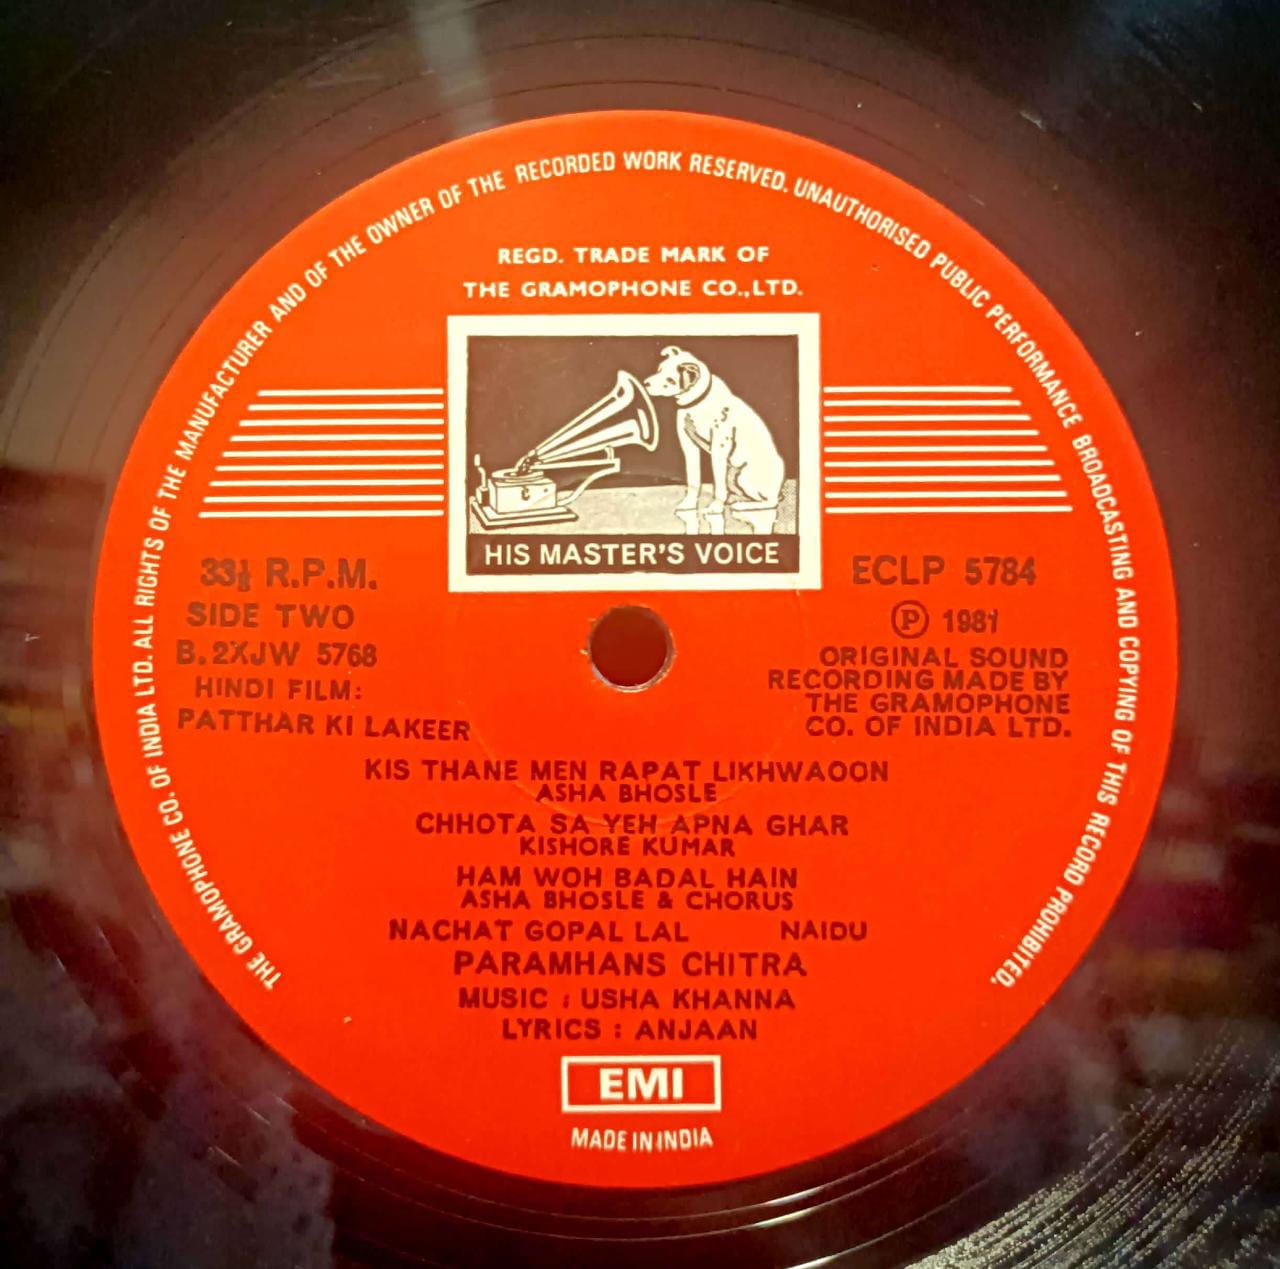 THE GRAMOPHONE CO. OF INDIA LTD. ALL RIGHTS OF THE MANUFACTURER AND OF THE OWNER OF THE RECORDED WORK RESERVED. UNAUTHORISED PUBLIC PERFORMANCE BROADCASTING AND COPYING OF THIS RECORD PROHIBITED.
REGD. TRADE MARK OF
THE GRAMOPHONE CO.,LTD.
HIS MASTER'S VOICE
33⅓ R.P.M.
SIDE TWO
B.2XJW 5768
HINDI FILM:
PATTHAR KI LAKEER
ECLP 5784
Ⓟ 1981
ORIGINAL SOUND
RECORDING MADE BY
THE GRAMOPHONE
CO. OF INDIA LTD.
KIS THANE MEN RAPAT LIKHWAOON
ASHA BHOSLE
CHHOTA SA YEH APNA GHAR
KISHORE KUMAR
HAM WOH BADAL HAIN
ASHA BHOSLE & CHORUS
NACHAT GOPAL LAL NAIDU
PARAMHANS CHITRA
MUSIC : USHA KHANNA
LYRICS : ANJAAN
EMI
MADE IN INDIA